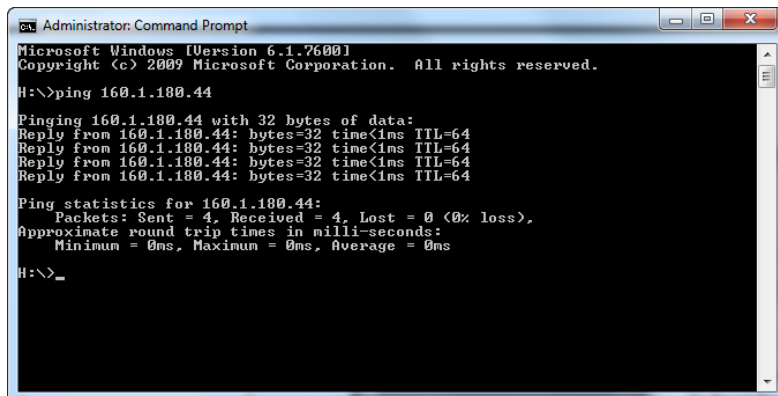 Administrator: Command Prompt
Microsoft Windows [Version 6.1.7600]
Copyright (c) 2009 Microsoft Corporation.  All rights reserved.
H:\>ping 160.1.180.44
Pinging 160.1.180.44 with 32 bytes of data:
Reply from 160.1.180.44: bytes=32 time<1ms TTL=64
Reply from 160.1.180.44: bytes=32 time<1ms TTL=64
Reply from 160.1.180.44: bytes=32 time<1ms TTL=64
Reply from 160.1.180.44: bytes=32 time<1ms TTL=64
Ping statistics for 160.1.180.44:
    Packets: Sent = 4, Received = 4, Lost = 0 (0% loss),
Approximate round trip times in milli-seconds:
    Minimum = 0ms, Maximum = 0ms, Average = 0ms
H:\>_